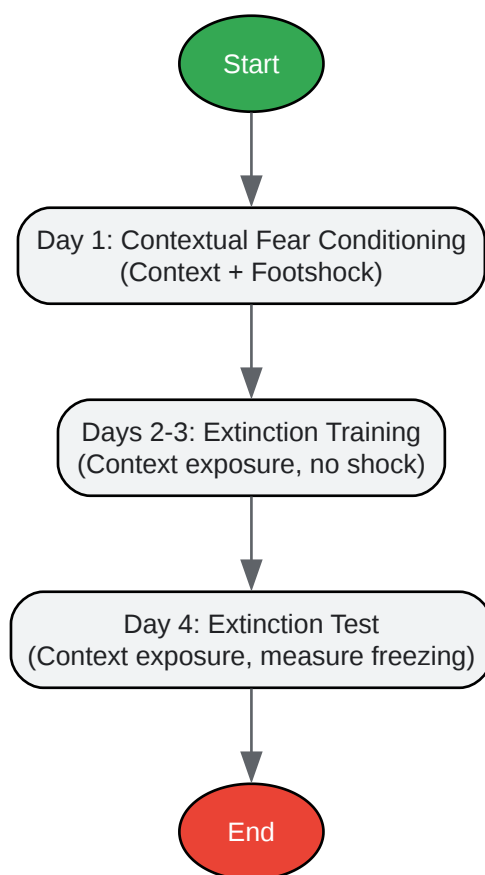 Start
Day 1: Contextual Fear Conditioning
(Context + Footshock)
Days 2-3: Extinction Training
(Context exposure, no shock)
Day 4: Extinction Test
(Context exposure, measure freezing)
End